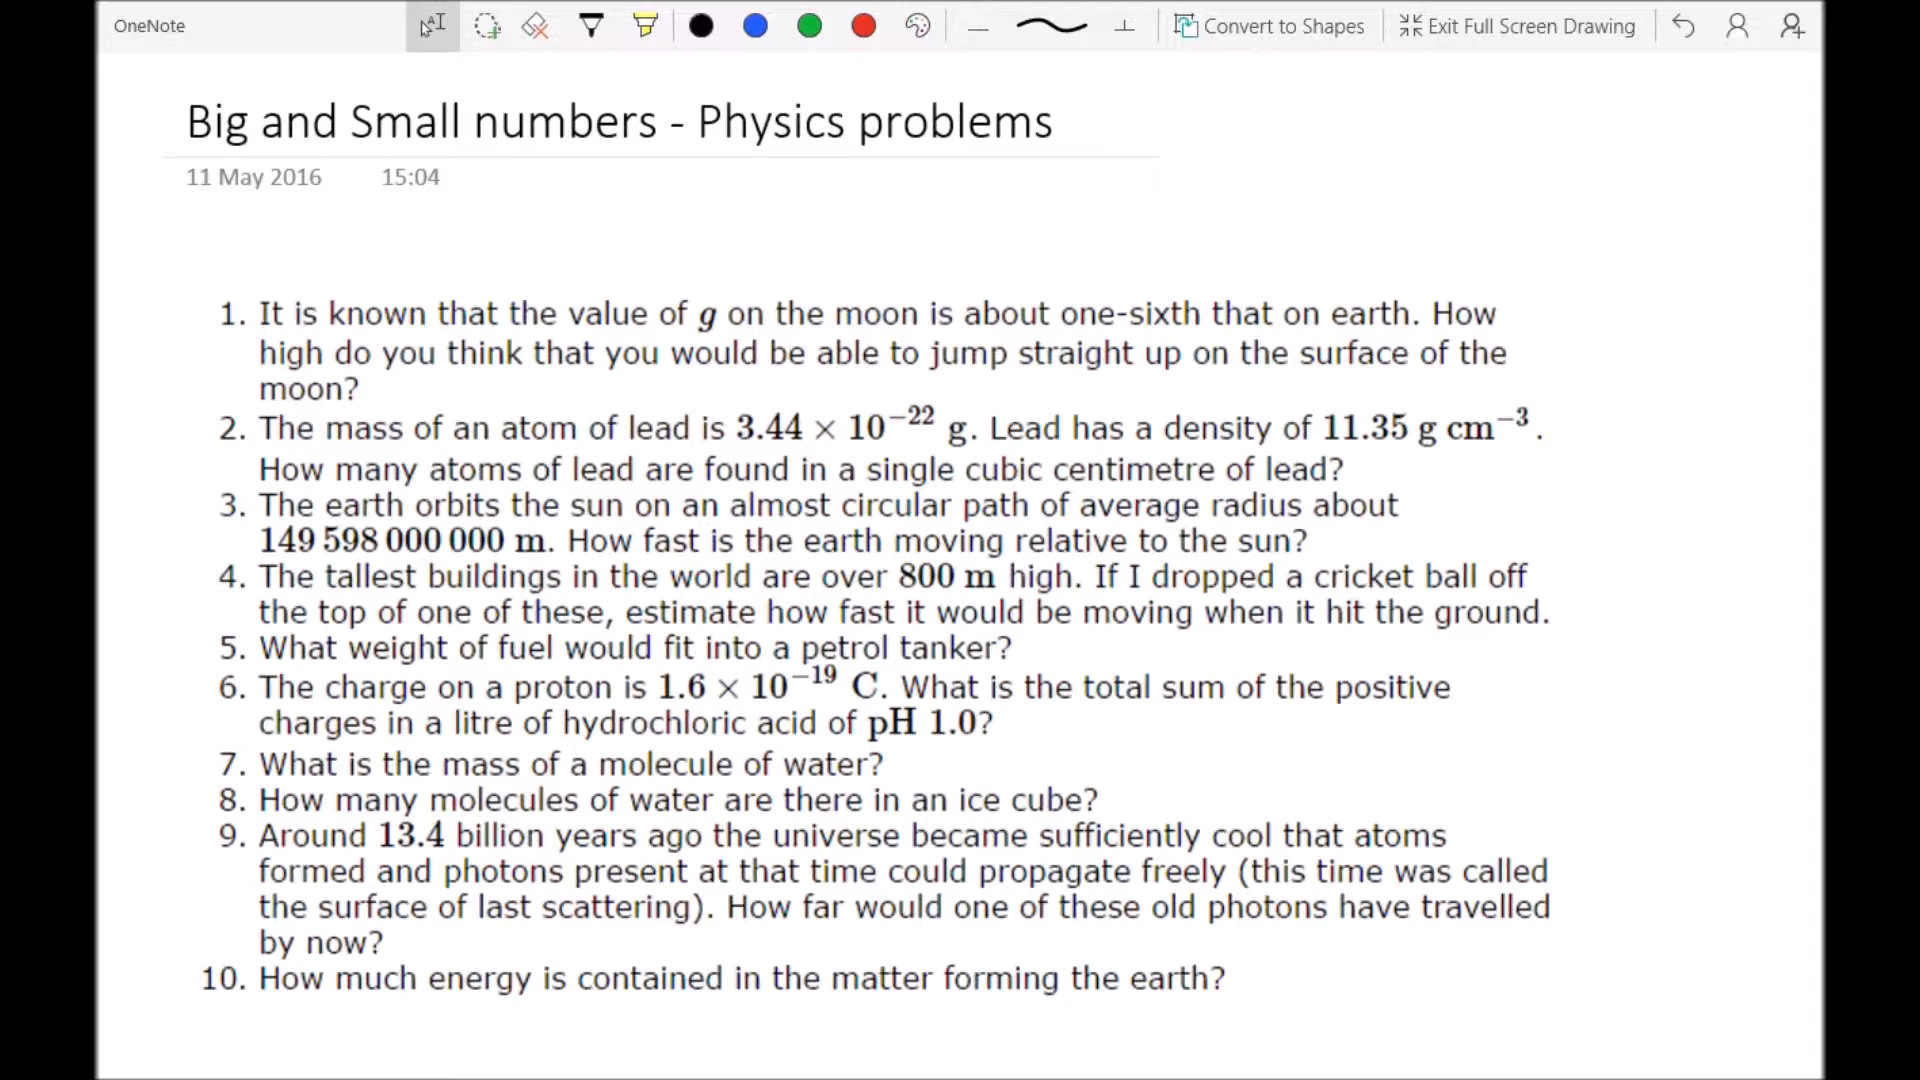 OneNote
Convert to Shapes
Exit Full Screen Drawing
Big and Small numbers - Physics problems
11 May 2016 15:04
1. It is known that the value of g on the moon is about one-sixth that on earth. How
high do you think that you would be able to jump straight up on the surface of the
moon?
2. The mass of an atom of lead is 3.44 × 10⁻²² g. Lead has a density of 11.35 g cm⁻³.
How many atoms of lead are found in a single cubic centimetre of lead?
3. The earth orbits the sun on an almost circular path of average radius about
149 598 000 000 m. How fast is the earth moving relative to the sun?
4. The tallest buildings in the world are over 800 m high. If I dropped a cricket ball off
the top of one of these, estimate how fast it would be moving when it hit the ground.
5. What weight of fuel would fit into a petrol tanker?
6. The charge on a proton is 1.6 × 10⁻¹⁹ C. What is the total sum of the positive
charges in a litre of hydrochloric acid of pH 1.0?
7. What is the mass of a molecule of water?
8. How many molecules of water are there in an ice cube?
9. Around 13.4 billion years ago the universe became sufficiently cool that atoms
formed and photons present at that time could propagate freely (this time was called
the surface of last scattering). How far would one of these old photons have travelled
by now?
10. How much energy is contained in the matter forming the earth?